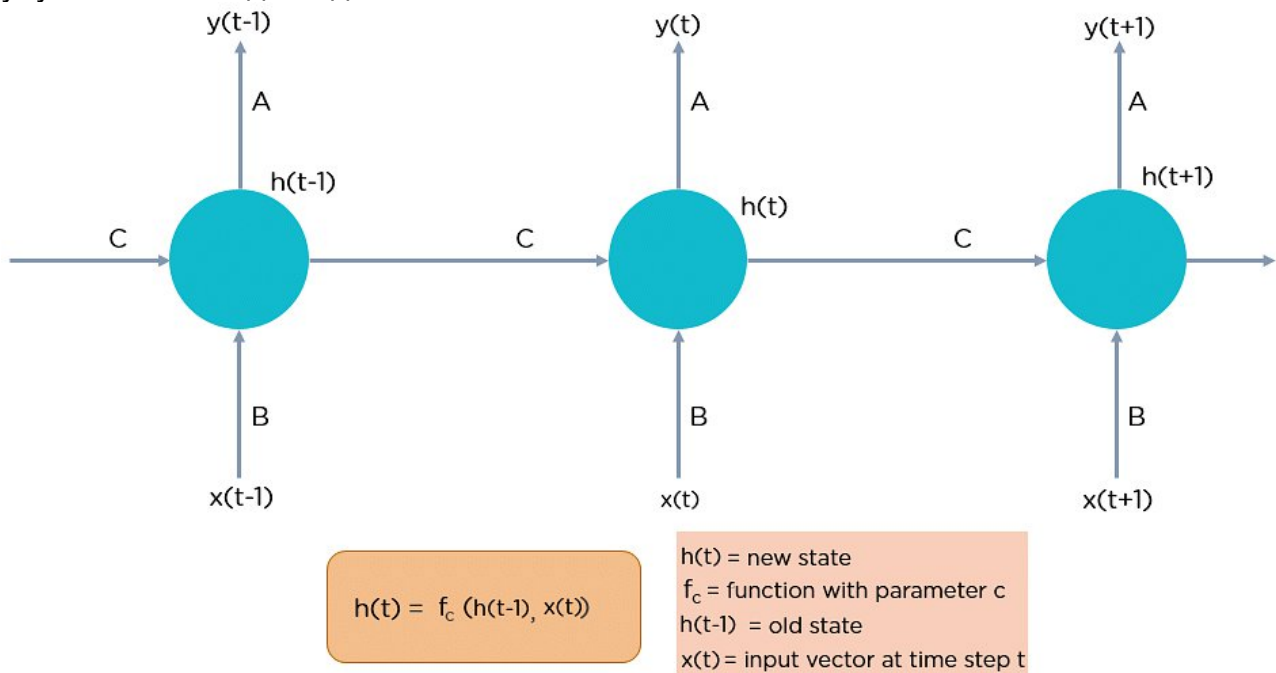 y(t-1) y(t) y(t+1)
A A A
h(t-1) h(t) h(t+1)
C C C
B B B
x(t-1) x(t) x(t+1)
h(t) = f_c (h(t-1), x(t))
h(t) = new state
f_c = function with parameter c
h(t-1) = old state
x(t) = input vector at time step t